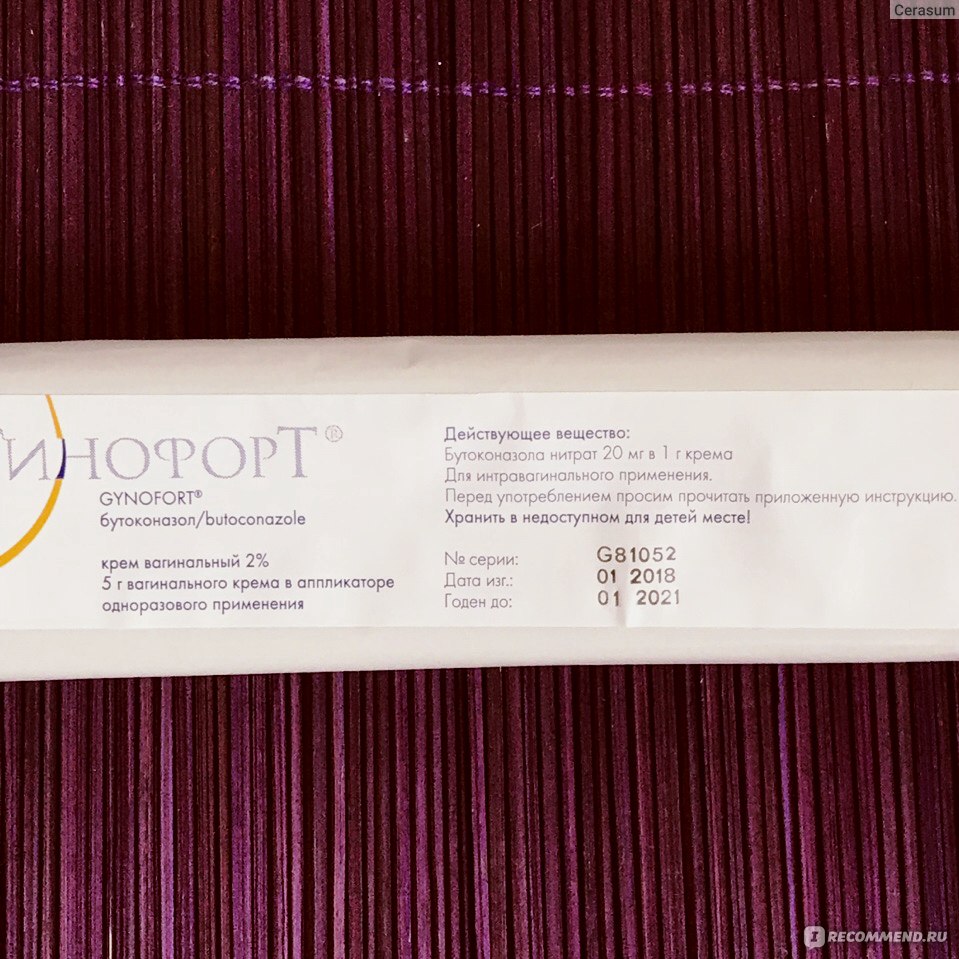 Cerasum
ГИНОФОРТ®
GYNOFORT®
бутоконазол/butoconazole
крем вагинальный 2%
5 г вагинального крема в аппликаторе
одноразового применения
Действующее вещество:
Бутоконазола нитрат 20 мг в 1 г крема
Для интравагинального применения.
Перед употреблением просим прочитать приложенную инструкцию.
Хранить в недоступном для детей месте!
№ серии: G81052
Дата изг.: 01 2018
Годен до: 01 2021
IRECOMMEND.RU